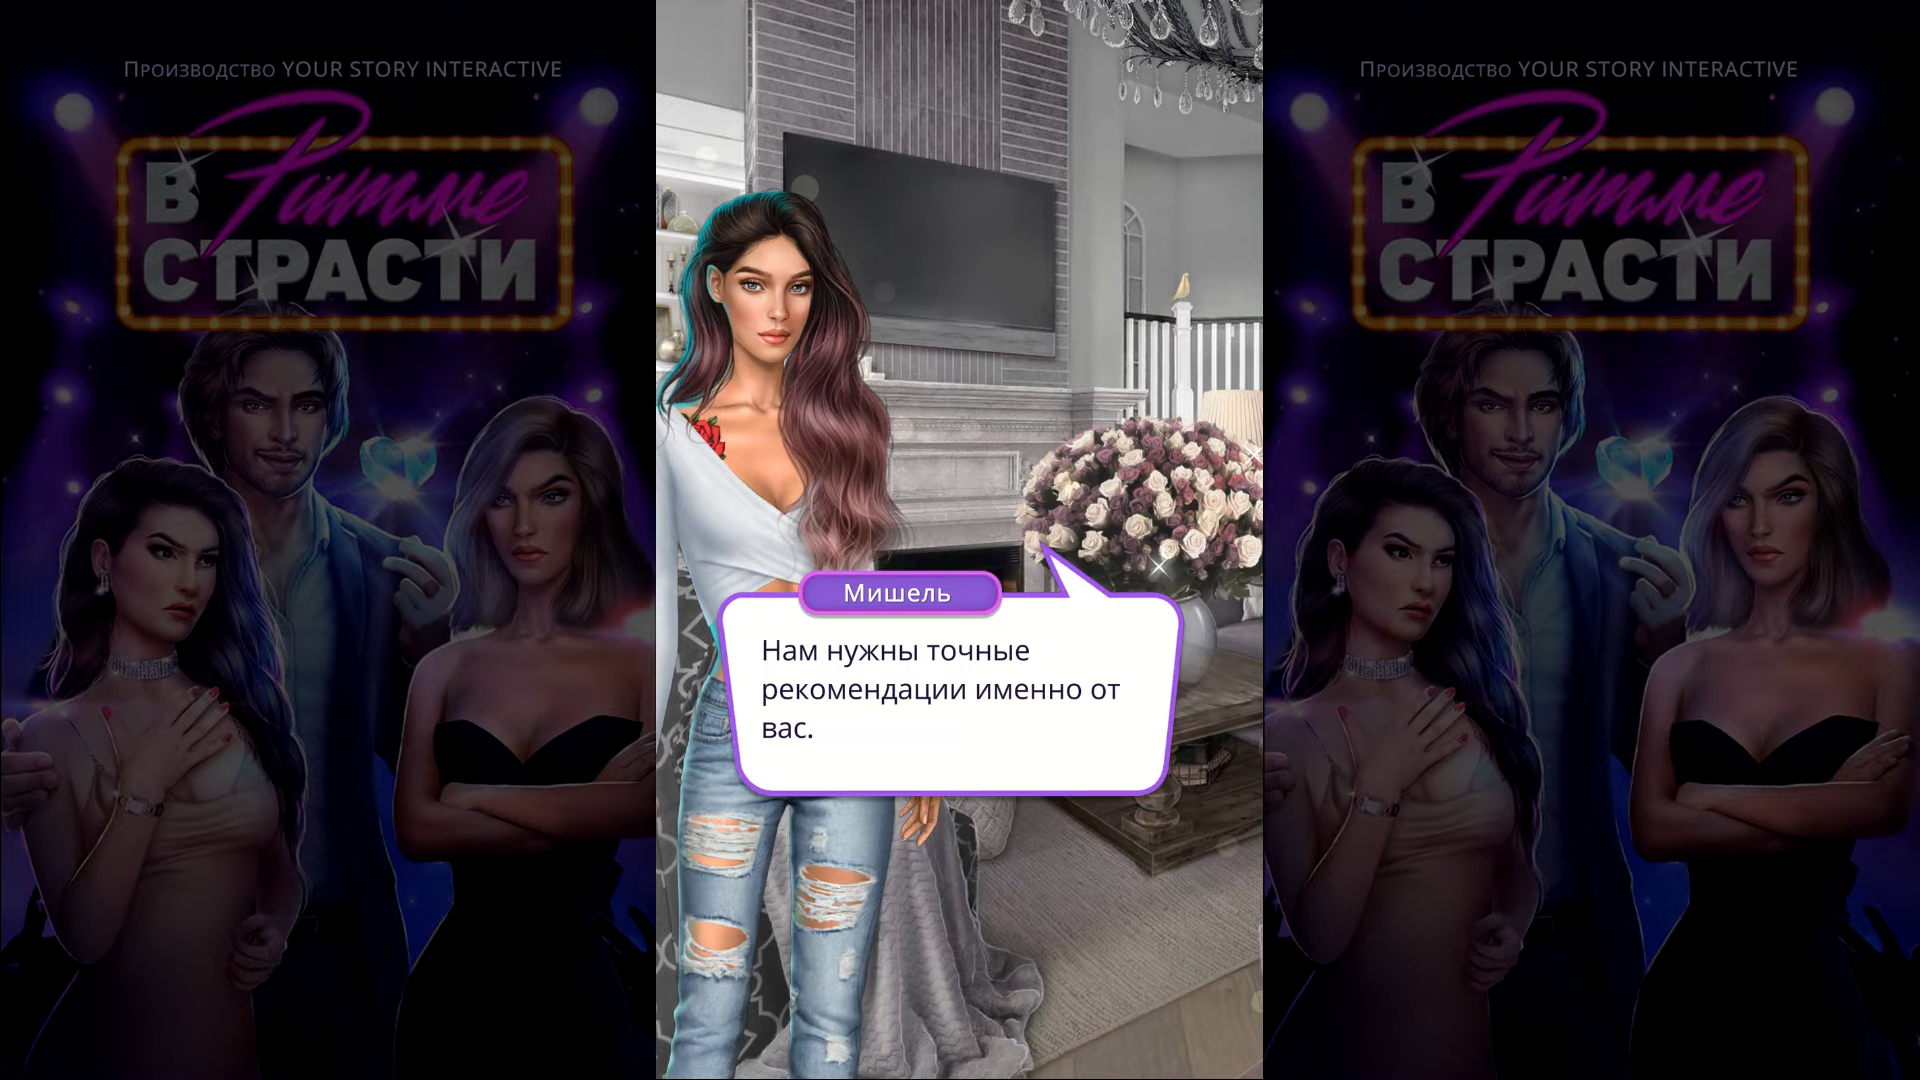 Производство YOUR STORY INTERACTIVE
В Ритме
СТРАСТИ
Мишель
Нам нужны точные
рекомендации именно от
вас.
Производство YOUR STORY INTERACTIVE
В Ритме
СТРАСТИ